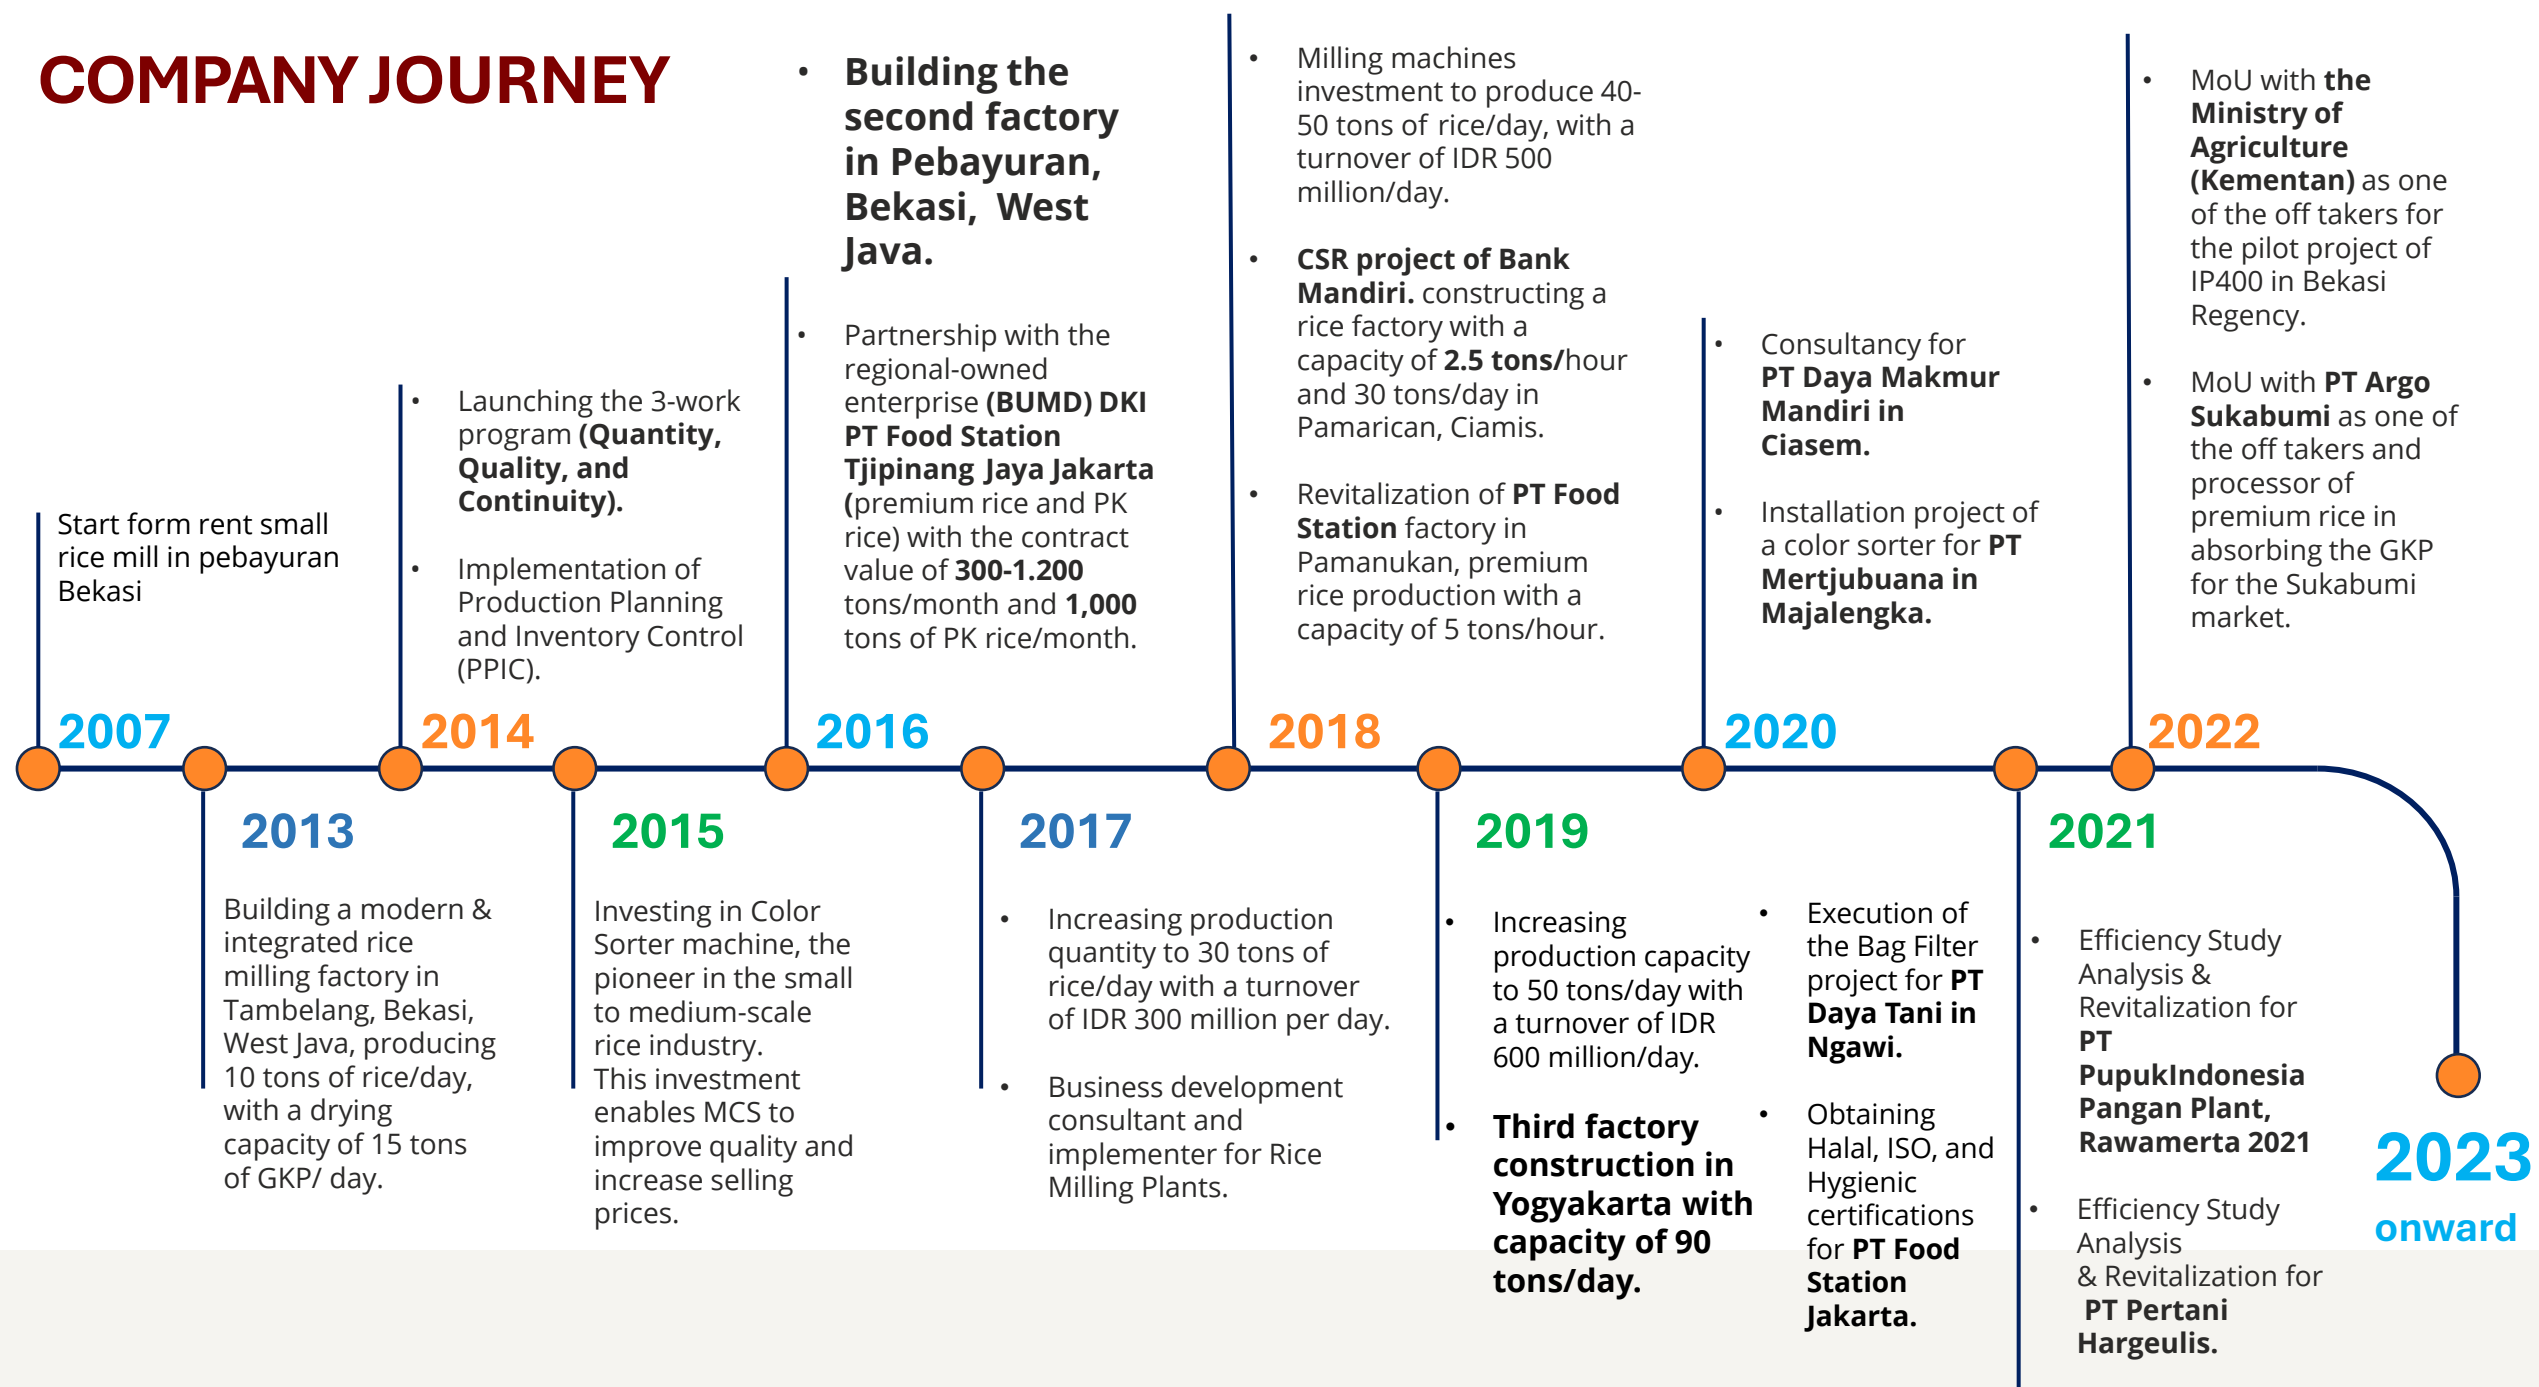 COMPANY JOURNEY
Start form rent small
rice mill in pebayuran
Bekasi
2007
2013
Building a modern &
integrated rice
milling factory in
Tambelang, Bekasi,
West Java, producing
10 tons of rice/day,
with a drying
capacity of 15 tons
of GKP/ day.
• Launching the 3-work
program (Quantity,
Quality, and
Continuity).
• Implementation of
Production Planning
and Inventory Control
(PPIC).
2014
2015
Investing in Color
Sorter machine, the
pioneer in the small
to medium-scale
rice industry.
This investment
enables MCS to
improve quality and
increase selling
prices.
• Building the
second factory
in Pebayuran,
Bekasi, West
Java.
• Partnership with the
regional-owned
enterprise (BUMD) DKI
PT Food Station
Tjipinang Jaya Jakarta
(premium rice and PK
rice) with the contract
value of 300-1.200
tons/month and 1,000
tons of PK rice/month.
2016
2017
• Increasing production
quantity to 30 tons of
rice/day with a turnover
of IDR 300 million per day.
• Business development
consultant and
implementer for Rice
Milling Plants.
• Milling machines
investment to produce 40-
50 tons of rice/day, with a
turnover of IDR 500
million/day.
• CSR project of Bank
Mandiri. constructing a
rice factory with a
capacity of 2.5 tons/hour
and 30 tons/day in
Pamarican, Ciamis.
• Revitalization of PT Food
Station factory in
Pamanukan, premium
rice production with a
capacity of 5 tons/hour.
2018
2019
• Increasing
production capacity
to 50 tons/day with
a turnover of IDR
600 million/day.
• Third factory
construction in
Yogyakarta with
capacity of 90
tons/day.
• Execution of
the Bag Filter
project for PT
Daya Tani in
Ngawi.
• Obtaining
Halal, ISO, and
Hygienic
certifications
for PT Food
Station
Jakarta.
• Consultancy for
PT Daya Makmur
Mandiri in
Ciasem.
• Installation project of
a color sorter for PT
Mertjubuana in
Majalengka.
2020
2021
• Efficiency Study
Analysis &
Revitalization for
PT
PupukIndonesia
Pangan Plant,
Rawamerta 2021
• Efficiency Study
Analysis
& Revitalization for
PT Pertani
Hargeulis.
• MoU with the
Ministry of
Agriculture
(Kementan) as one
of the off takers for
the pilot project of
IP400 in Bekasi
Regency.
• MoU with PT Argo
Sukabumi as one of
the off takers and
processor of
premium rice in
absorbing the GKP
for the Sukabumi
market.
2022
2023
onward